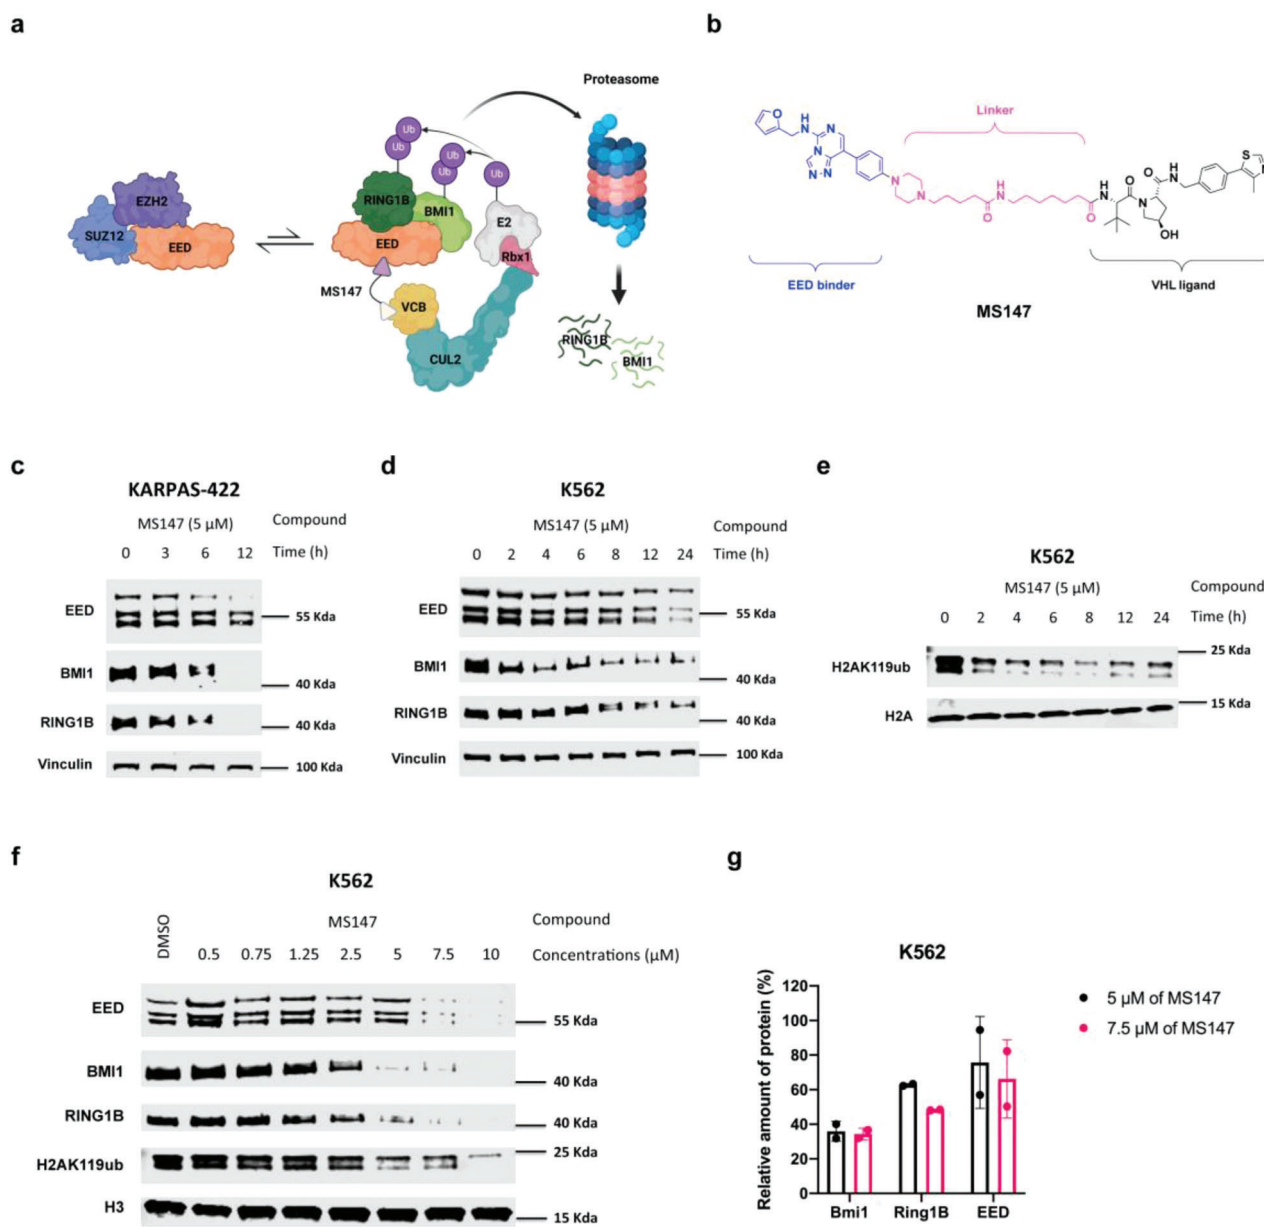 a
Proteasome
Ub
Ub
Ub
Ub
Ub
EZH2
SUZ12
EED
RING1B
BMI1
EED
E2
Rbx1
MS147
VCB
CUL2
RING1B
BMI1
b
Linker
EED binder
VHL ligand
MS147
O
H
N
N
N
N
N
N
N
N
O
H
N
O
H
N
O
N
O
NH
OH
S
c
KARPAS-422
MS147 (5 µM) Compound
0 3 6 12 Time (h)
EED
55 Kda
BMI1
40 Kda
RING1B
40 Kda
Vinculin
100 Kda
d
K562
MS147 (5 µM) Compound
0 2 4 6 8 12 24 Time (h)
EED
55 Kda
BMI1
40 Kda
RING1B
40 Kda
Vinculin
100 Kda
e
K562
MS147 (5 µM) Compound
0 2 4 6 8 12 24 Time (h)
25 Kda
H2AK119ub
15 Kda
H2A
f
K562
DMSO
MS147 Compound
0.5 0.75 1.25 2.5 5 7.5 10 Concentrations (µM)
EED
55 Kda
BMI1
40 Kda
RING1B
40 Kda
H2AK119ub
25 Kda
H3
15 Kda
g
K562
Relative amount of protein (%)
120
100
80
60
40
20
0
Bmi1 Ring1B EED
5 µM of MS147
7.5 µM of MS147